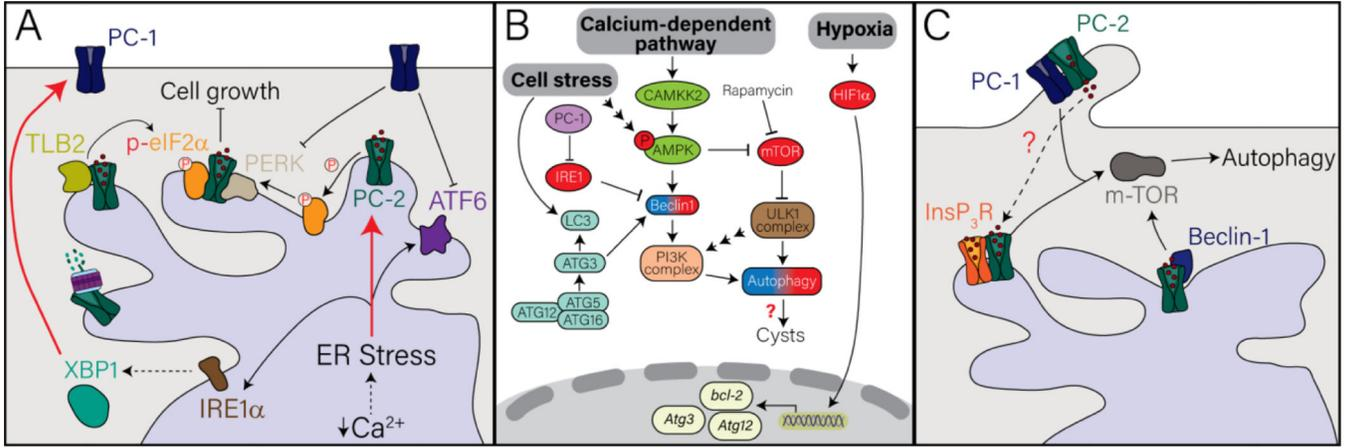 A
PC-1
Cell growth
TLB2
p-eIF2α
P
PERK
P
P
PC-2
ATF6
XBP1
IRE1α
ER Stress
↓Ca²⁺
B
Calcium-dependent
pathway
Hypoxia
Cell stress
CAMKK2
Rapamycin
HIF1α
PC-1
P
AMPK
mTOR
IRE1
Beclin1
LC3
ULK1
complex
ATG3
PI3K
complex
Autophagy
ATG5
ATG12
ATG16
?
Cysts
bcl-2
Atg3
Atg12
C
PC-2
PC-1
?
Autophagy
m-TOR
InsP₃R
Beclin-1